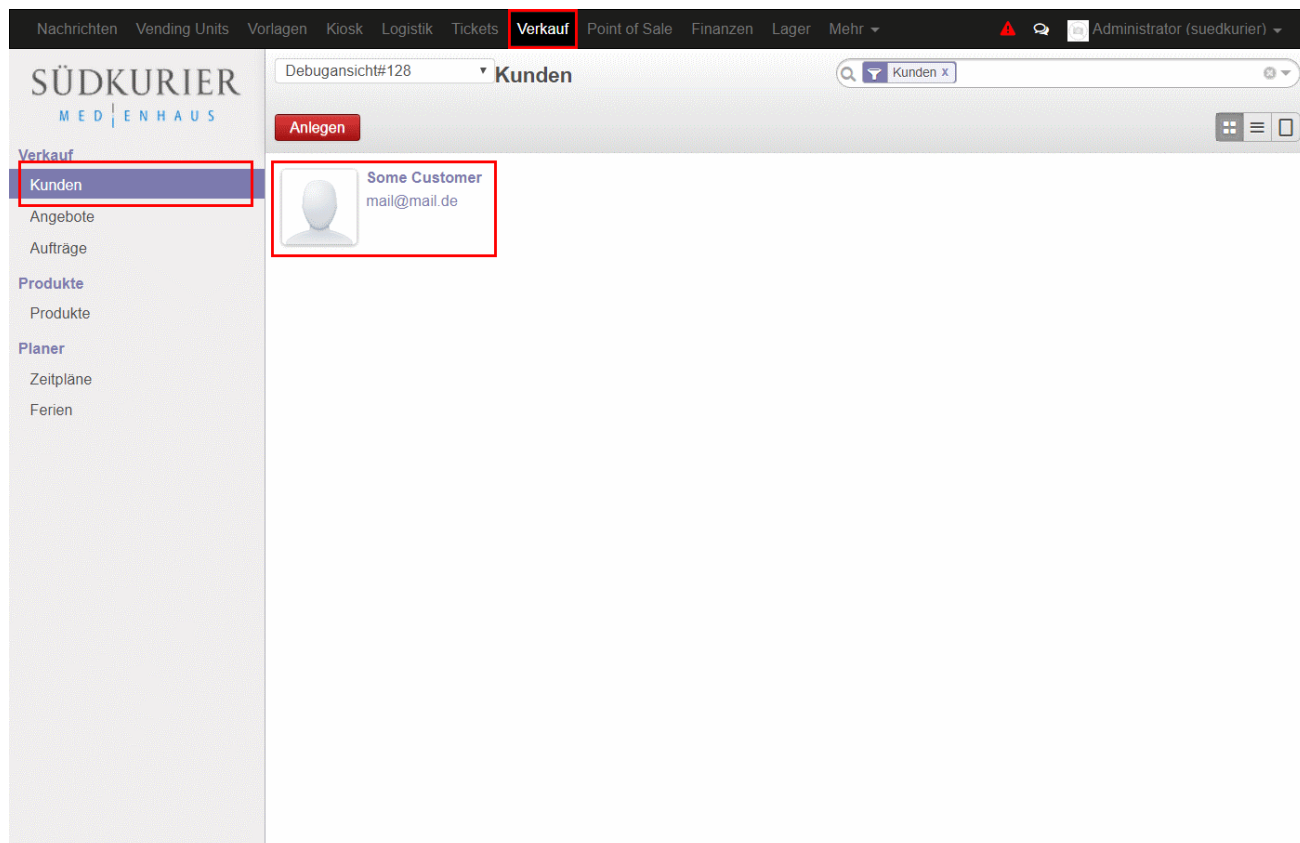 Nachrichten Vending Units Vorlagen Kiosk Logistik Tickets Verkauf Point of Sale Finanzen Lager Mehr Administrator (suedkurier)
SÜDKURIER
MEDIENHAUS
Debugansicht#128 Kunden Kunden x
Anlegen
Verkauf
Kunden
Angebote
Aufträge
Produkte
Produkte
Planer
Zeitpläne
Ferien
Some Customer
mail@mail.de